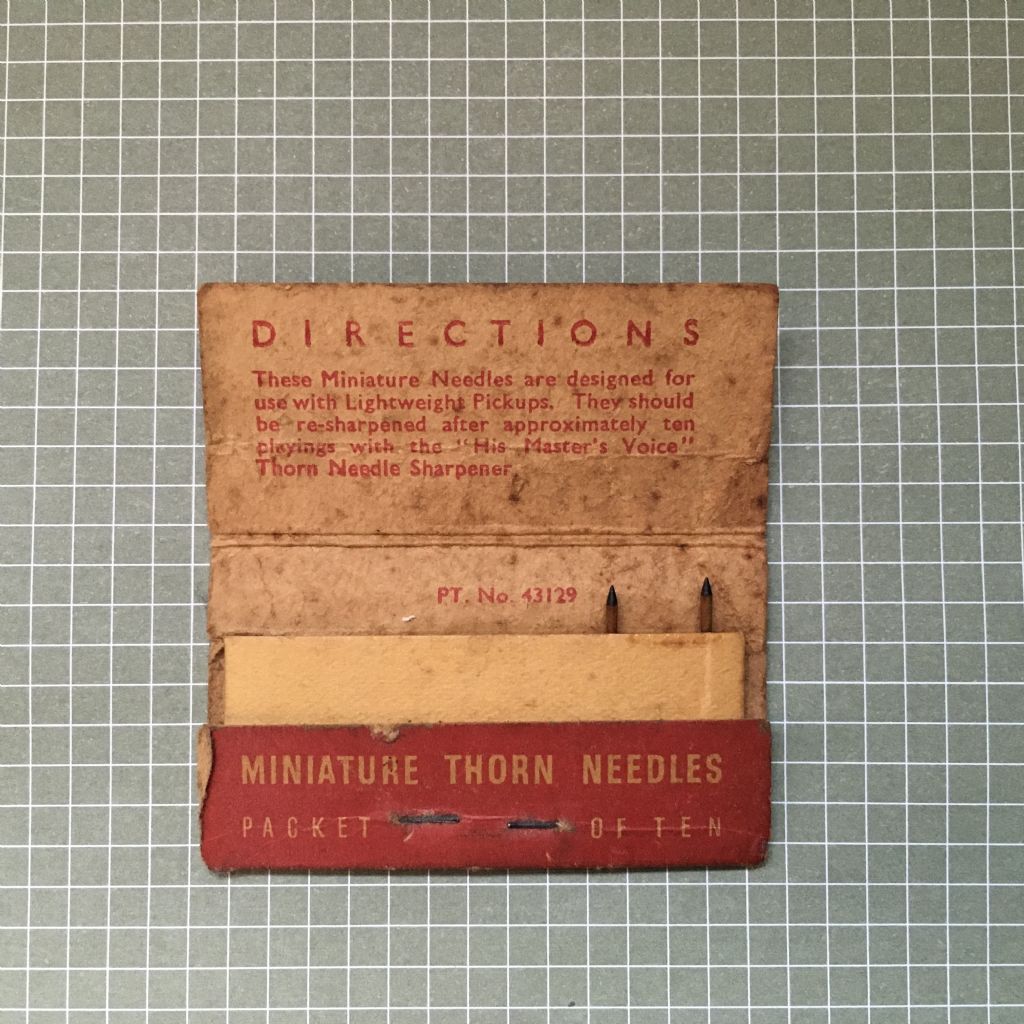 DIRECTIONS
These Miniature Needles are designed for
use with Lightweight Pickups. They should
be re-sharpened after approximately ten
playings with the "His Master's Voice"
Thorn Needle Sharpener.
PT. No. 43129
MINIATURE THORN NEEDLES
PACKET OF TEN